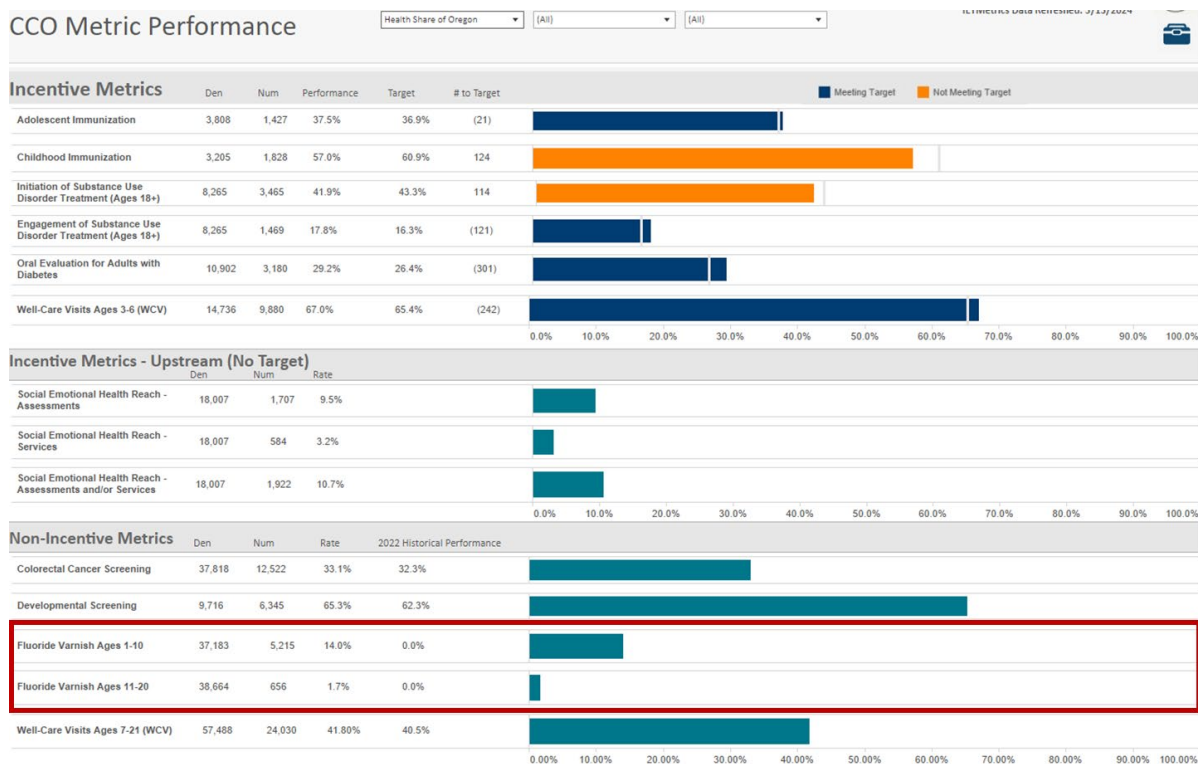 CCO Metric Performance
Health Share of Oregon (All) (All)
Incentive Metrics Den Num Performance Target # to Target Meeting Target Not Meeting Target
Adolescent Immunization 3,808 1,427 37.5% 36.9% (21)
Childhood Immunization 3,205 1,828 57.0% 60.9% 124
Initiation of Substance Use
Disorder Treatment (Ages 18+) 8,265 3,465 41.9% 43.3% 114
Engagement of Substance Use
Disorder Treatment (Ages 18+) 8,265 1,469 17.8% 16.3% (121)
Oral Evaluation for Adults with
Diabetes 10,902 3,180 29.2% 26.4% (301)
Well-Care Visits Ages 3-6 (WCV) 14,736 9,880 67.0% 65.4% (242)
0.0% 10.0% 20.0% 30.0% 40.0% 50.0% 60.0% 70.0% 80.0% 90.0% 100.0%
Incentive Metrics - Upstream (No Target)
Den Num Rate
Social Emotional Health Reach -
Assessments 18,007 1,707 9.5%
Social Emotional Health Reach -
Services 18,007 584 3.2%
Social Emotional Health Reach -
Assessments and/or Services 18,007 1,922 10.7%
0.0% 10.0% 20.0% 30.0% 40.0% 50.0% 60.0% 70.0% 80.0% 90.0% 100.0%
Non-Incentive Metrics Den Num Rate 2022 Historical Performance
Colorectal Cancer Screening 37,818 12,522 33.1% 32.3%
Developmental Screening 9,716 6,345 65.3% 62.3%
Fluoride Varnish Ages 1-10 37,183 5,215 14.0% 0.0%
Fluoride Varnish Ages 11-20 38,664 656 1.7% 0.0%
Well-Care Visits Ages 7-21 (WCV) 57,488 24,030 41.80% 40.5%
0.00% 10.00% 20.00% 30.00% 40.00% 50.00% 60.00% 70.00% 80.00% 90.00% 100.00%